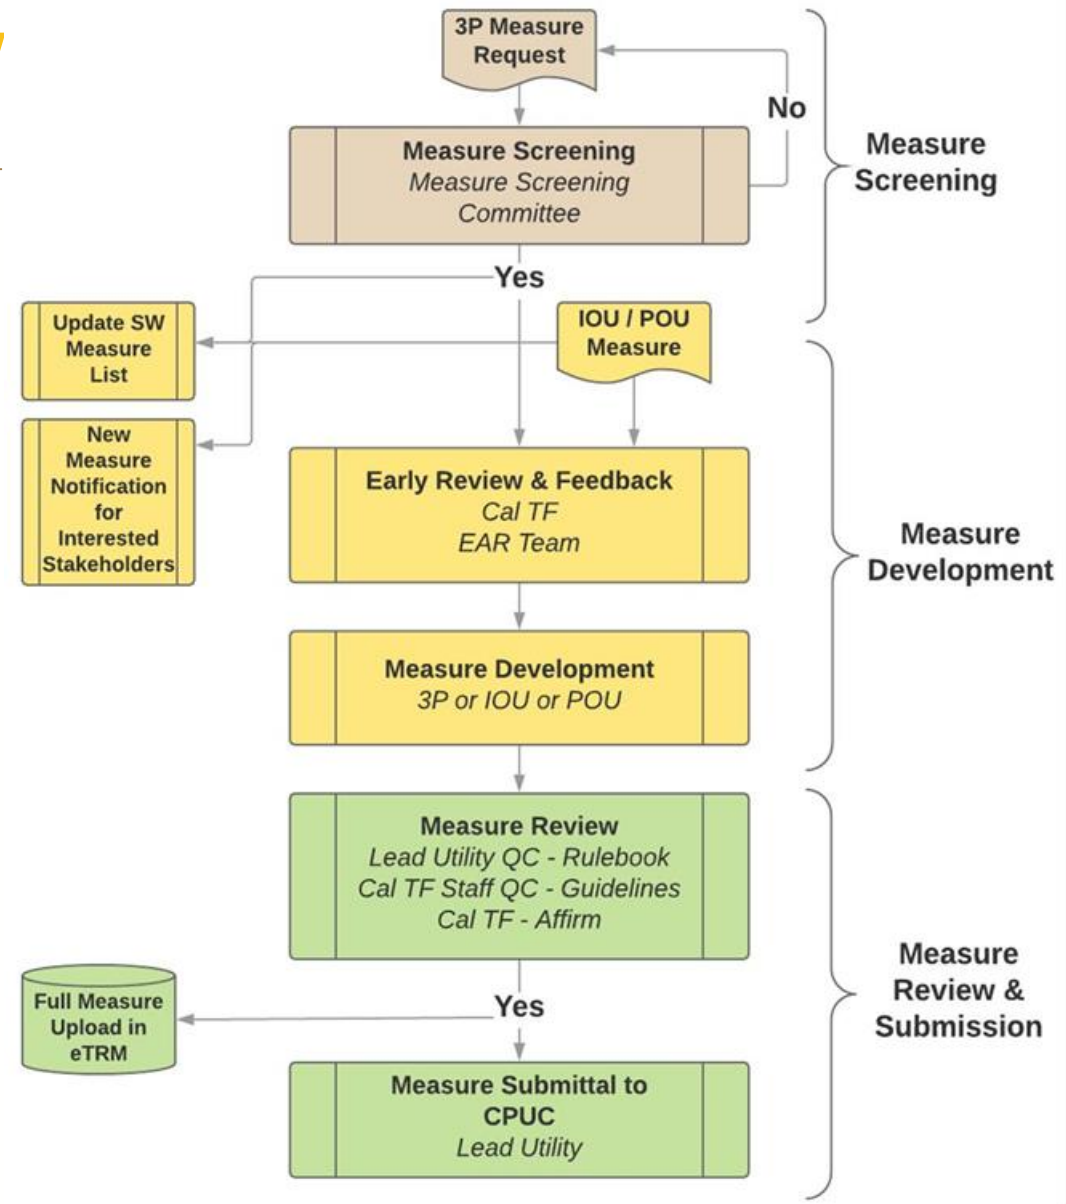 3P Measure
Request
No
Measure Screening
Measure Screening
Committee
Measure
Screening
Yes
Update SW
Measure
List
IOU / POU
Measure
New
Measure
Notification
for
Interested
Stakeholders
Early Review & Feedback
Cal TF
EAR Team
Measure
Development
Measure Development
3P or IOU or POU
Measure Review
Lead Utility QC - Rulebook
Cal TF Staff QC - Guidelines
Cal TF - Affirm
Measure
Review &
Submission
Full Measure
Upload in
eTRM
Yes
Measure Submittal to
CPUC
Lead Utility